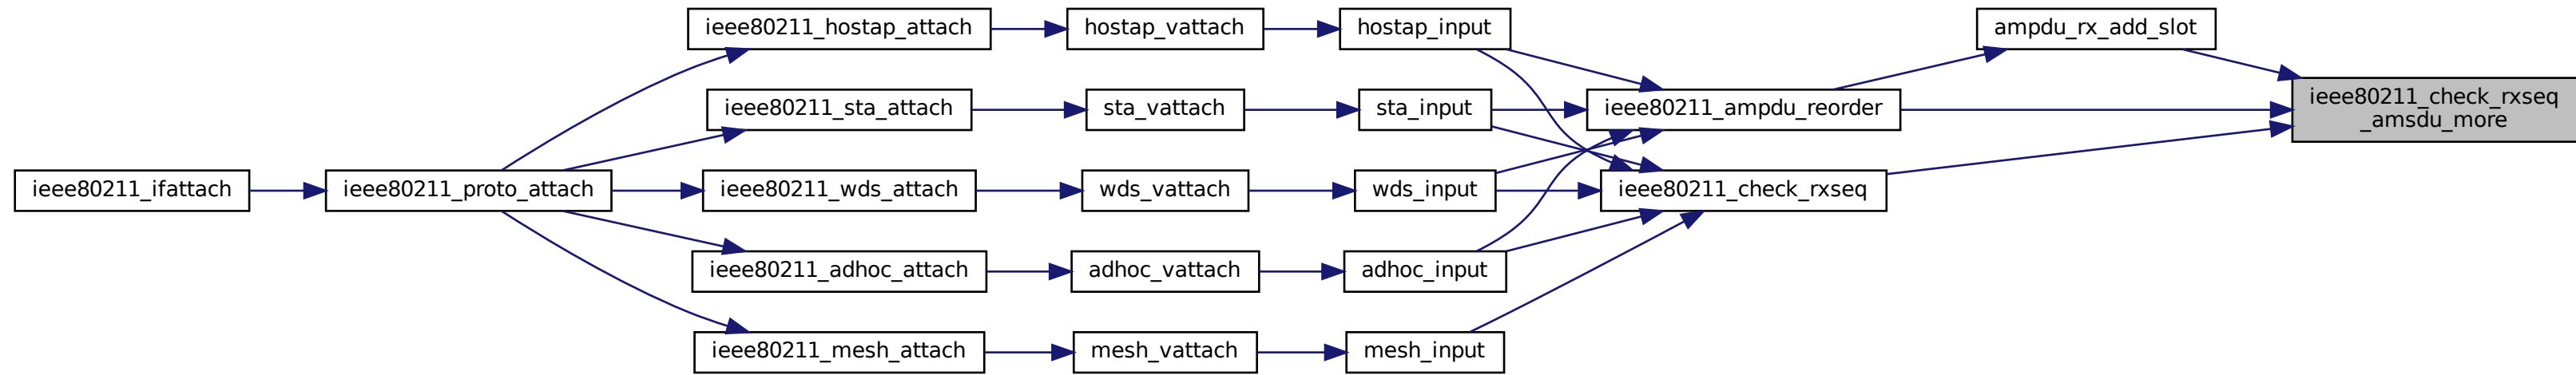 ieee80211_ifattach
ieee80211_proto_attach
ieee80211_hostap_attach
ieee80211_sta_attach
ieee80211_wds_attach
ieee80211_adhoc_attach
ieee80211_mesh_attach
hostap_vattach
sta_vattach
wds_vattach
adhoc_vattach
mesh_vattach
hostap_input
sta_input
wds_input
adhoc_input
mesh_input
ieee80211_ampdu_reorder
ieee80211_check_rxseq
ampdu_rx_add_slot
ieee80211_check_rxseq
_amsdu_more